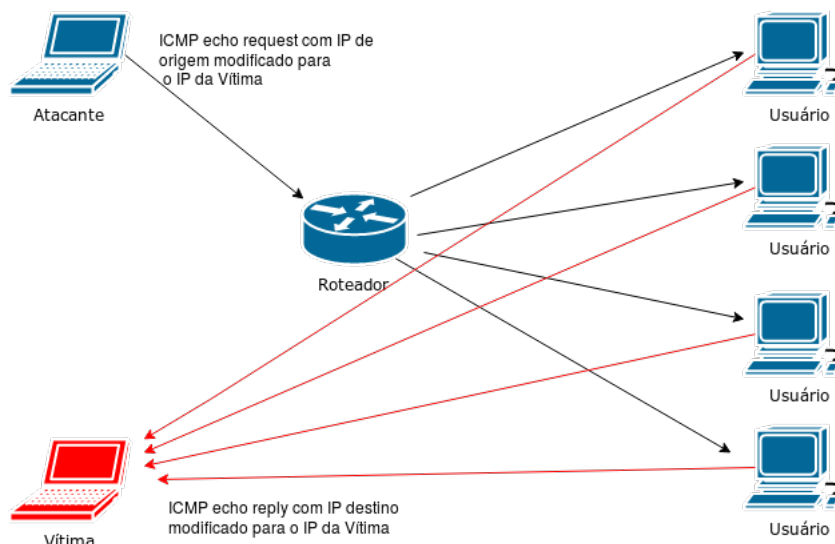 ICMP echo request com IP de
origem modificado para
o IP da Vítima
Atacante
Usuário
Usuário
Roteador
Usuário
ICMP echo reply com IP destino
modificado para o IP da Vítima
Usuário
Vítima